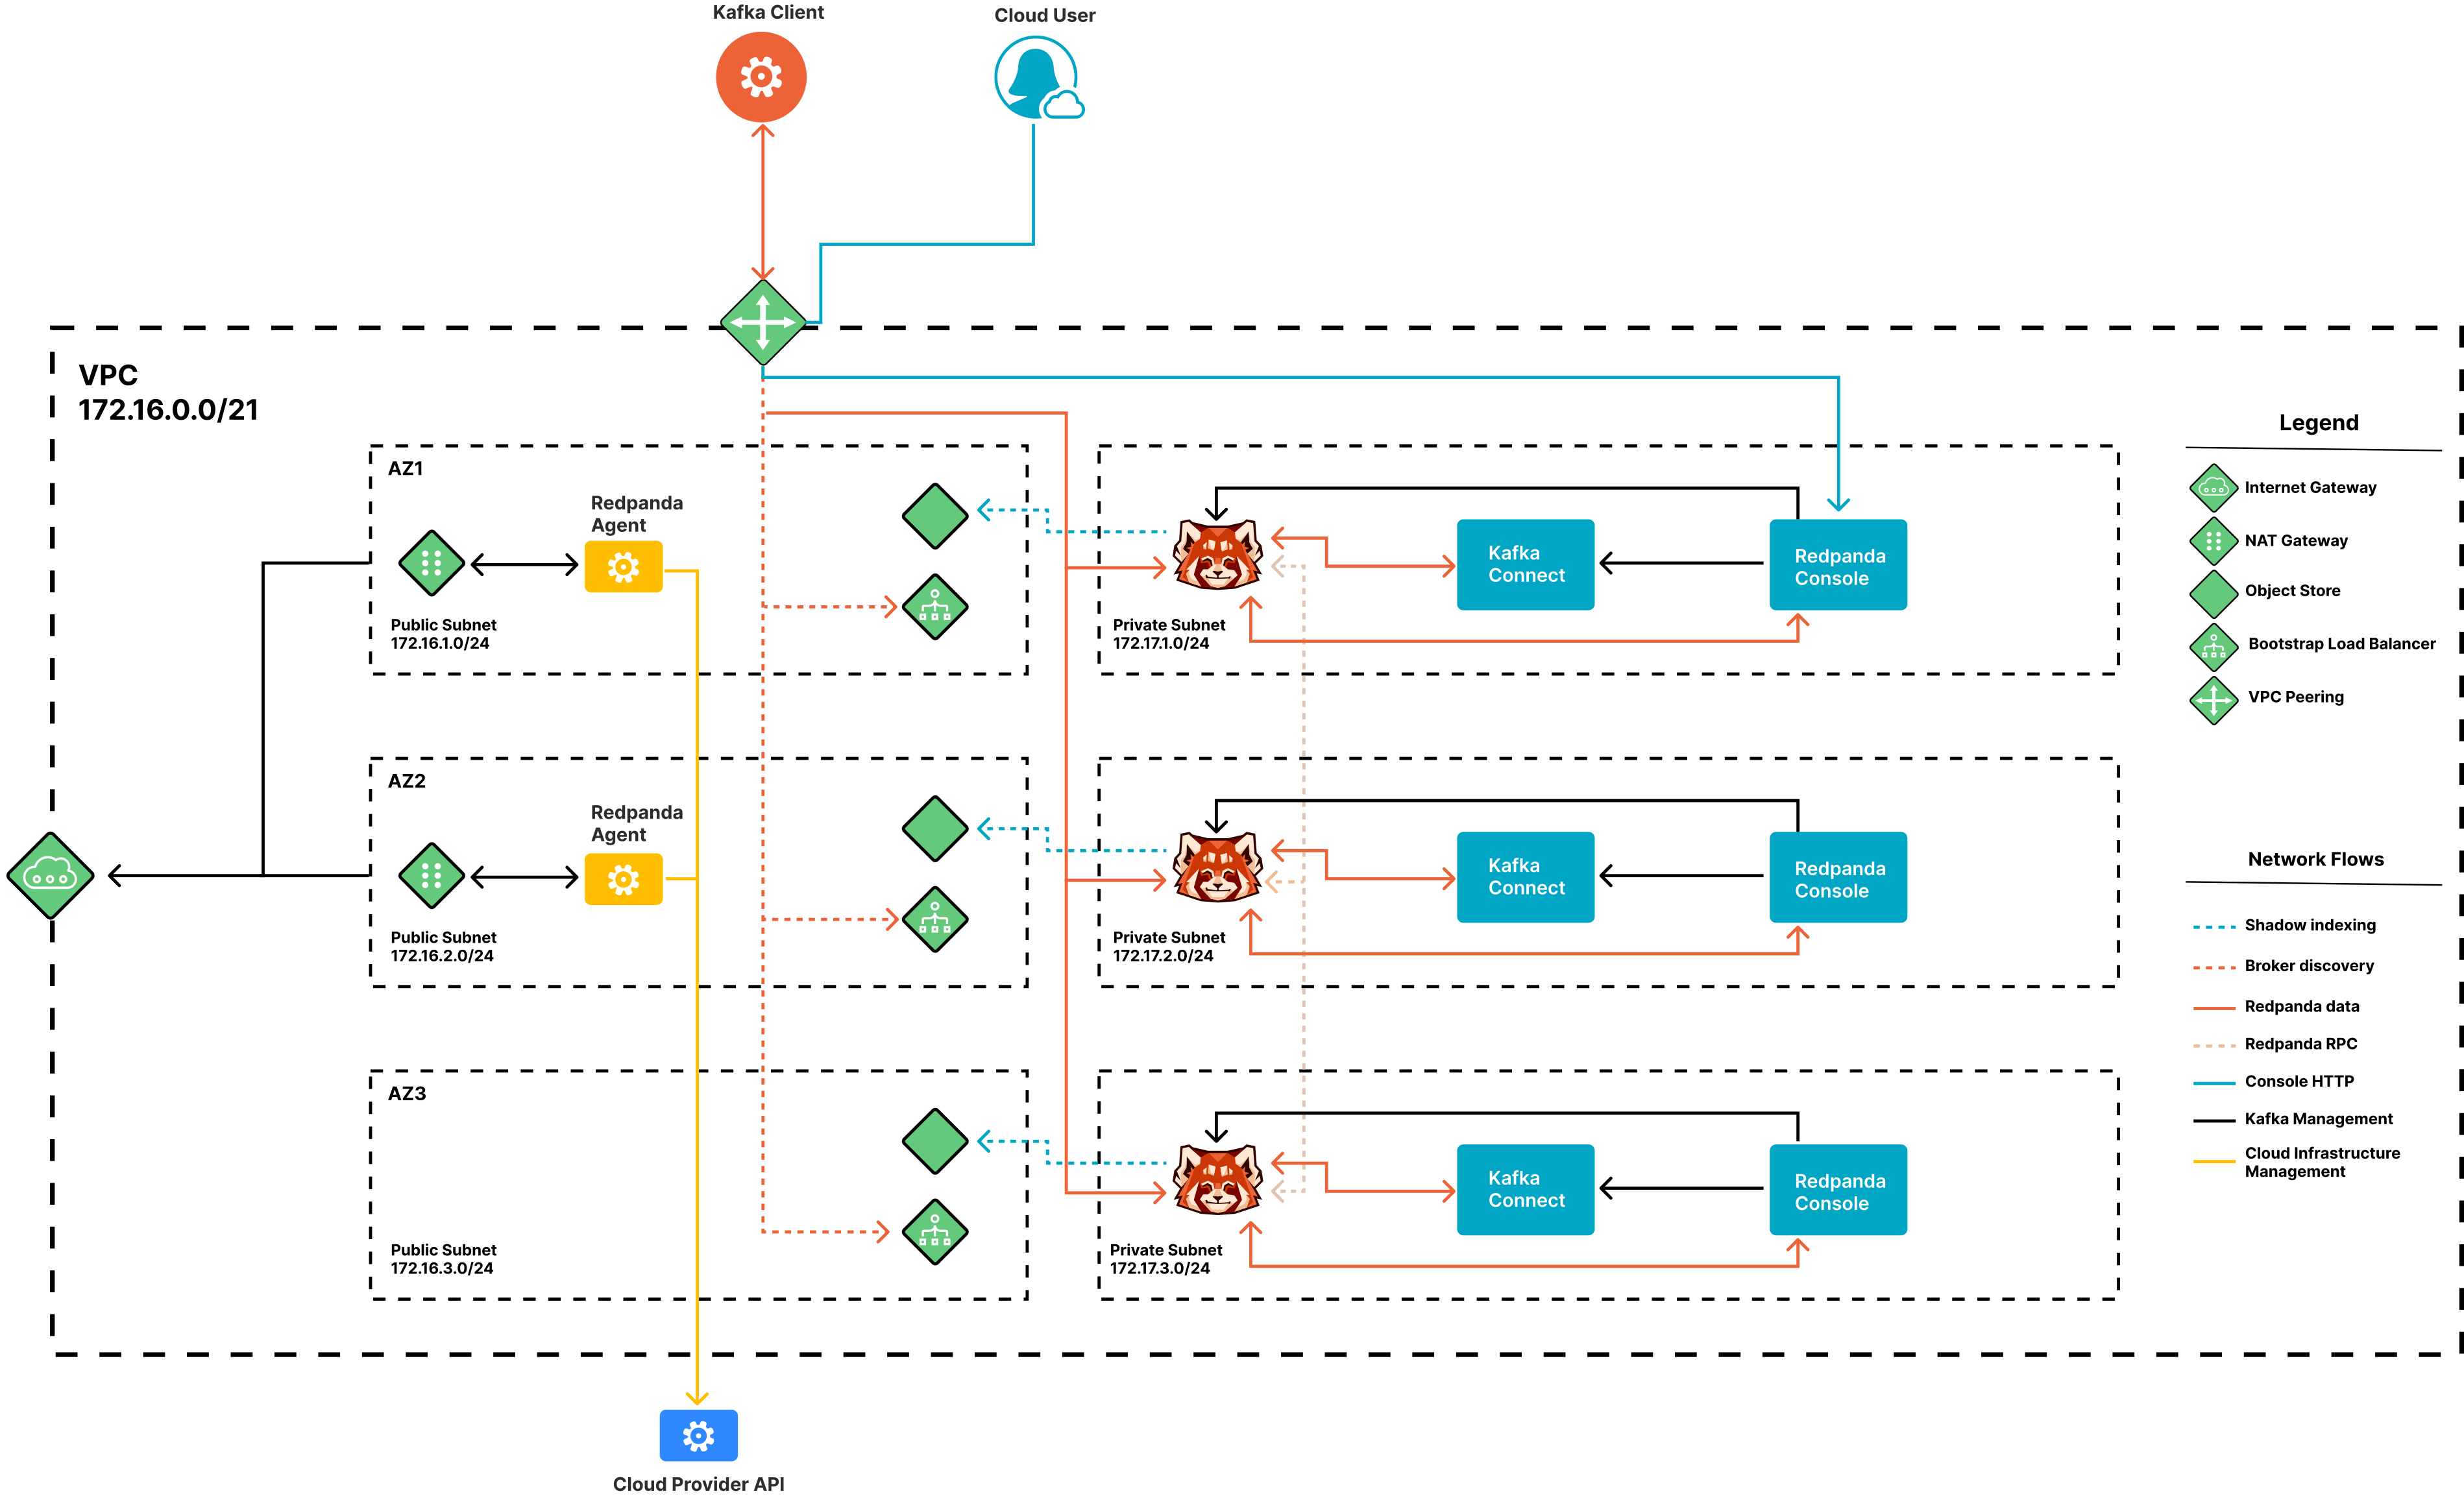 Kafka Client
Cloud User
VPC
172.16.0.0/21
AZ1
Redpanda
Agent
Public Subnet
172.16.1.0/24
Private Subnet
172.17.1.0/24
Kafka
Connect
Redpanda
Console
AZ2
Redpanda
Agent
Public Subnet
172.16.2.0/24
Private Subnet
172.17.2.0/24
Kafka
Connect
Redpanda
Console
AZ3
Public Subnet
172.16.3.0/24
Private Subnet
172.17.3.0/24
Kafka
Connect
Redpanda
Console
Cloud Provider API
Legend
Internet Gateway
NAT Gateway
Object Store
Bootstrap Load Balancer
VPC Peering
Network Flows
Shadow indexing
Broker discovery
Redpanda data
Redpanda RPC
Console HTTP
Kafka Management
Cloud Infrastructure
Management